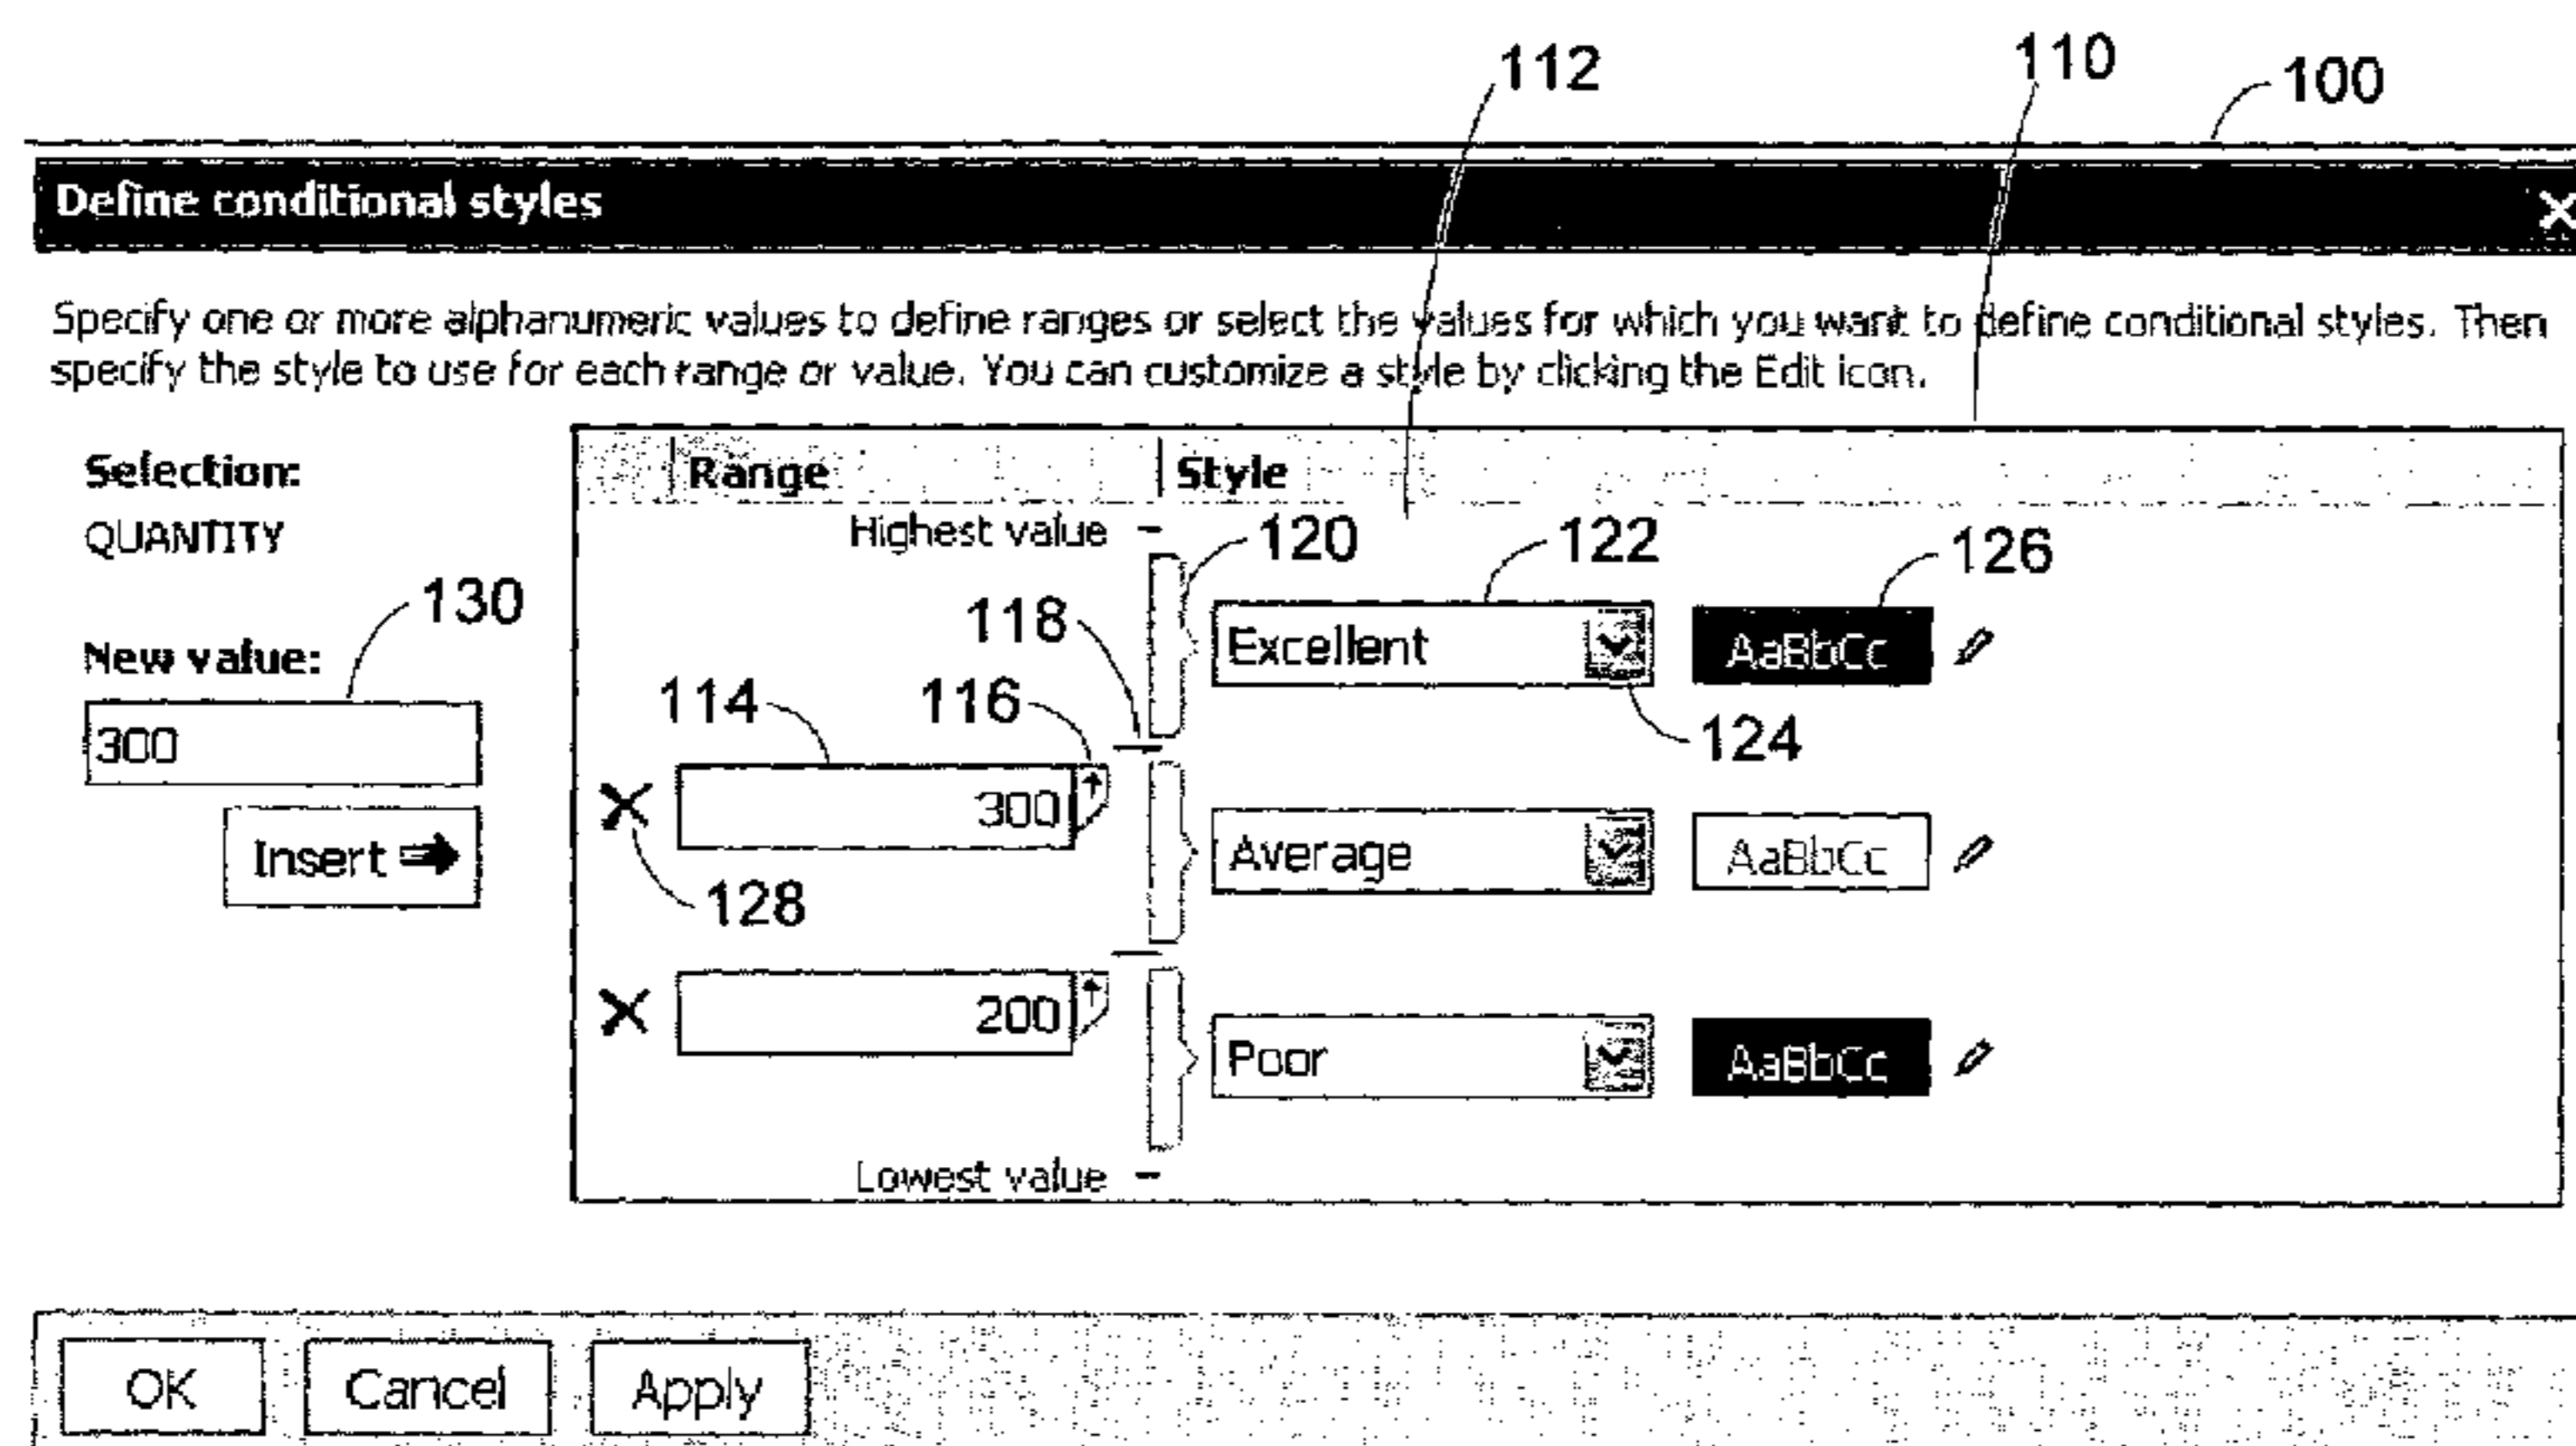 112 110 100
Define conditional styles
Specify one or more alphanumeric values to define ranges or select the values for which you want to define conditional styles. Then
specify the style to use for each range or value. You can customize a style by clicking the Edit icon.
Selection:
QUANTITY
130
New value:
300
Insert
Range Style
Highest value
120 122 126
118
Excellent AaBbCc
114 116 124
300
Average AaBbCc
128
200
Poor AaBbCc
Lowest value
OK Cancel Apply